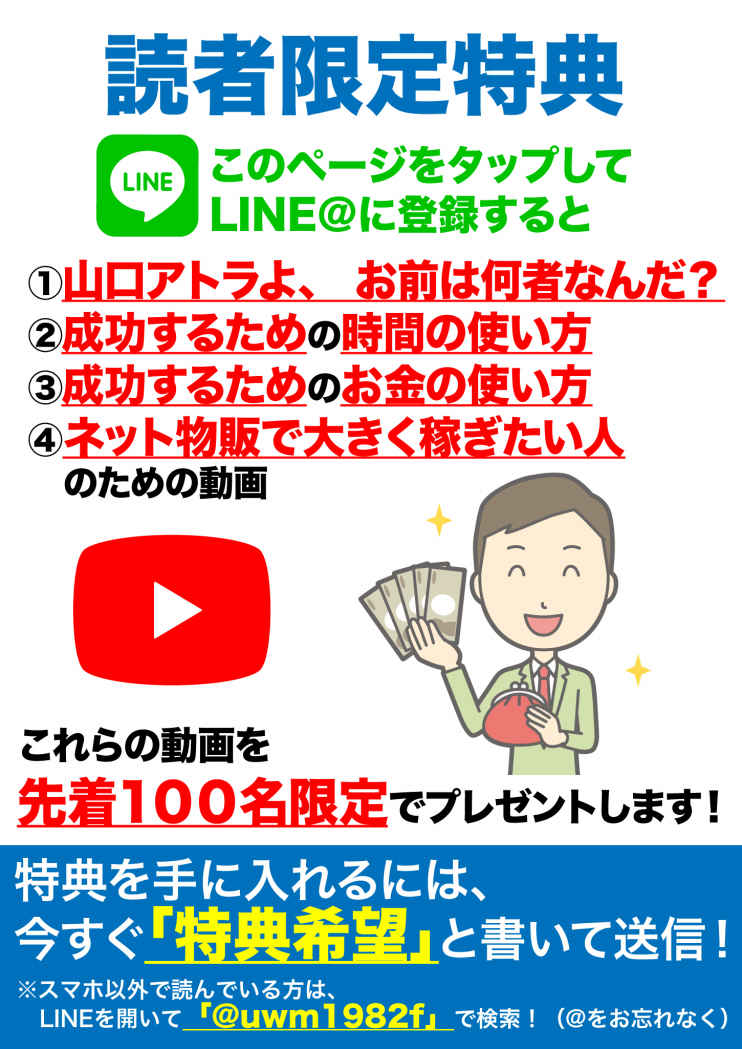 読者限定特典
LINE
このページをタップして
LINE@に登録すると
①山口アトラよ、 お前は何者なんだ？
②成功するための時間の使い方
③成功するためのお金の使い方
④ネット物販で大きく稼ぎたい人
のための動画
これらの動画を
先着100名限定でプレゼントします！
特典を手に入れるには、
今すぐ「特典希望」と書いて送信！
※スマホ以外で読んでいる方は、
LINEを開いて「@uwm1982f」で検索！（@をお忘れなく）